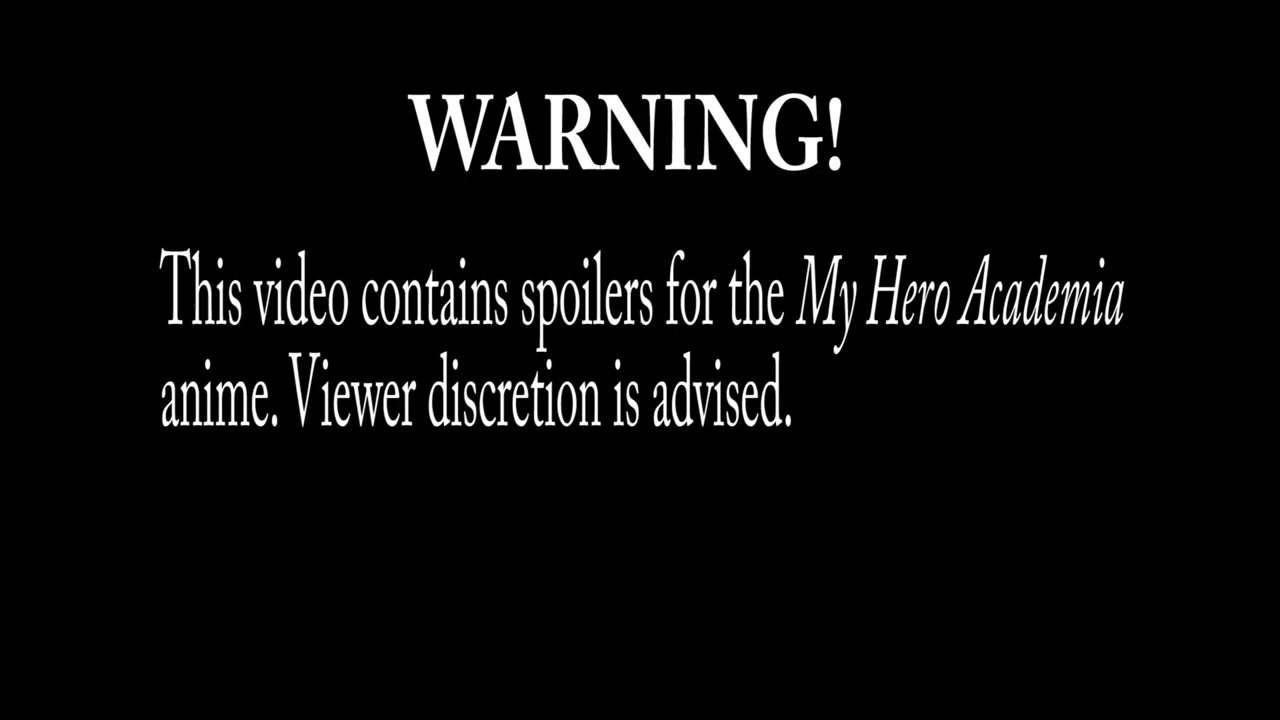 WARNING!
This video contains spoilers for the My Hero Academia
anime. Viewer discretion is advised.